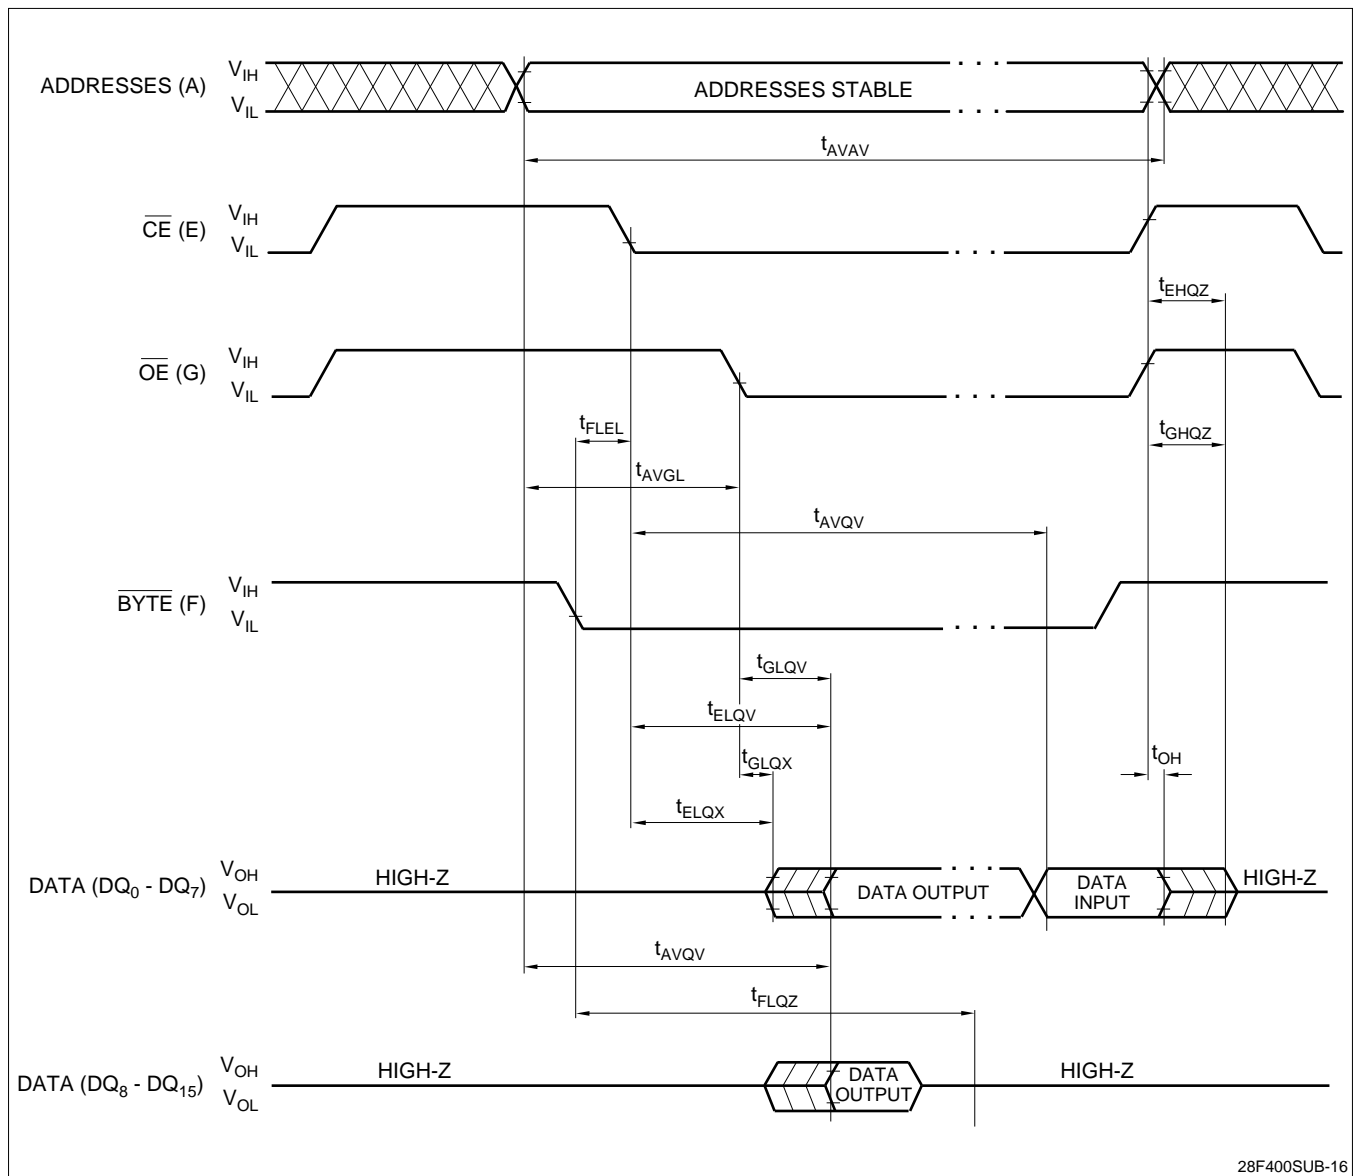 ADDRESSES (A) VIH VIL ADDRESSES STABLE
tAVAV
CE (E) VIH VIL
tEHQZ
OE (G) VIH VIL
tFLEL
tGHQZ
tAVGL
tAVQV
BYTE (F) VIH VIL
tGLQV
tELQV
tGLQX
tOH
tELQX
DATA (DQ0 - DQ7) VOH VOL HIGH-Z DATA OUTPUT DATA INPUT HIGH-Z
tAVQV
tFLQZ
DATA (DQ8 - DQ15) VOH VOL HIGH-Z DATA OUTPUT HIGH-Z
28F400SUB-16